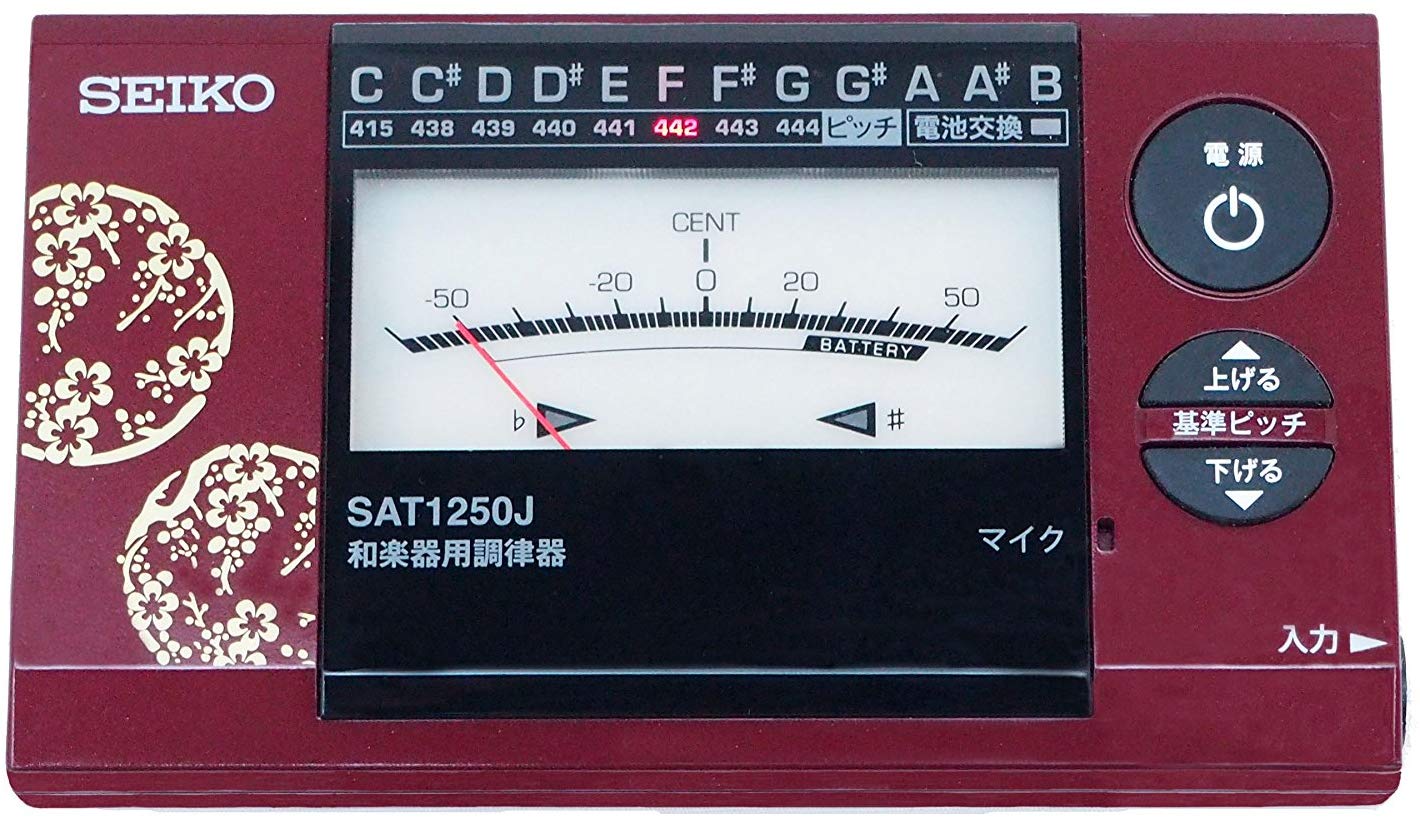 SEIKO
C C♯ D D♯ E F F♯ G G♯ A A♯ B
415 438 439 440 441 442 443 444 ピッチ 電池交換
電源
CENT
-50 -20 0 20 50
BATTERY
♭ ♯
上げる
基準ピッチ
下げる
SAT1250J
和楽器用調律器
マイク
入力